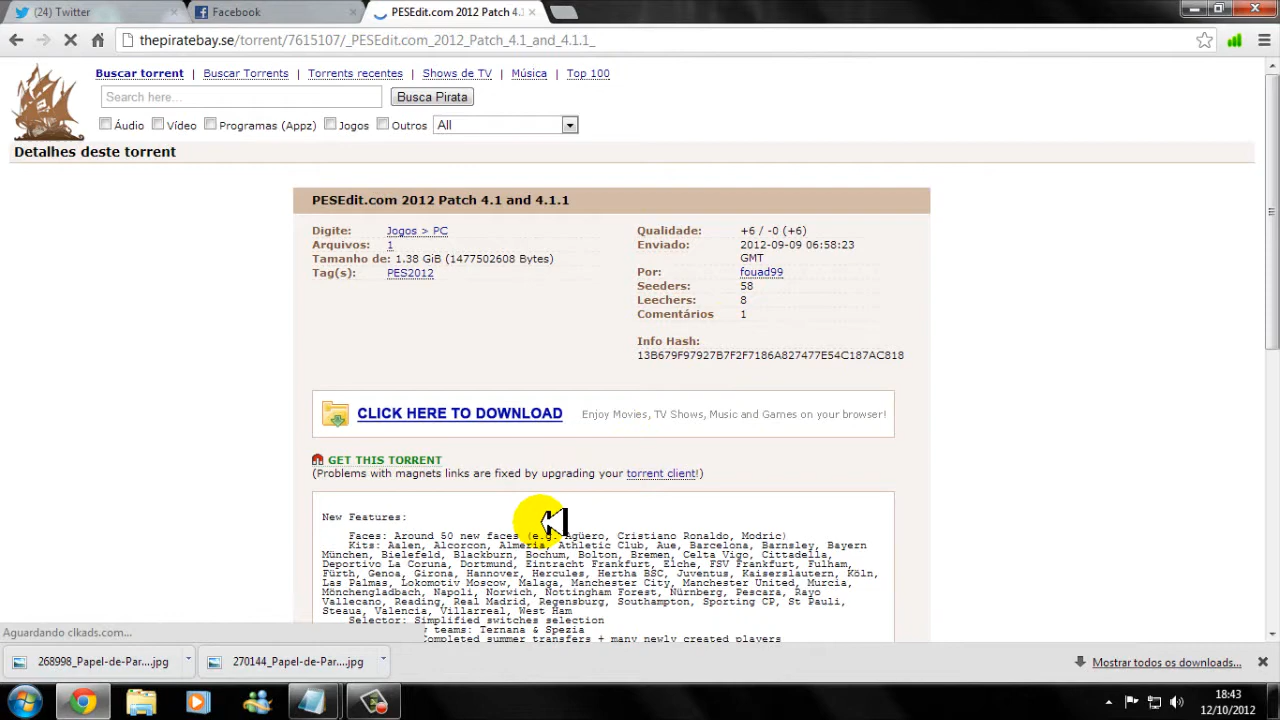 (24) Twitter
Facebook
PESEdit.com 2012 Patch 4.1
thepiratebay.se/torrent/7615107/_PESEdit.com_2012_Patch_4.1_and_4.1.1_
Buscar torrent | Buscar Torrents | Torrents recentes | Shows de TV | Música | Top 100
Search here... Busca Pirata
Áudio Vídeo Programas (Appz) Jogos Outros All
Detalhes deste torrent
PESEdit.com 2012 Patch 4.1 and 4.1.1
Digite: Jogos > PC
Arquivos: 1
Tamanho de: 1.38 GiB (1477502608 Bytes)
Tag(s): PES2012
Qualidade: +6 / -0 (+6)
Enviado: 2012-09-09 06:58:23
GMT
Por: fouad99
Seeders: 58
Leechers: 8
Comentários 1
Info Hash:
13B679F97927B7F2F7186A827477E54C187AC818
CLICK HERE TO DOWNLOAD Enjoy Movies, TV Shows, Music and Games on your browser!
GET THIS TORRENT
(Problems with magnets links are fixed by upgrading your torrent client!)
New Features:
Faces: Around 50 new faces (e.g. Agüero, Cristiano Ronaldo, Modric)
Kits: Aalen, Alcorcon, Almeria, Athletic Club, Aue, Barcelona, Barnsley, Bayern
München, Bielefeld, Blackburn, Bochum, Bolton, Bremen, Celta Vigo, Cittadella,
Deportivo La Coruna, Dortmund, Eintracht Frankfurt, Elche, FSV Frankfurt, Fulham,
Fürth, Genoa, Girona, Hannover, Hercules, Hertha BSC, Juventus, Kaiserslautern, Köln,
Las Palmas, Lokomotiv Moscow, Malaga, Manchester City, Manchester United, Murcia,
Mönchengladbach, Napoli, Norwich, Nottingham Forest, Nürnberg, Pescara, Rayo
Vallecano, Reading, Real Madrid, Regensburg, Southampton, Sporting CP, St Pauli,
Steaua, Valencia, Villarreal, West Ham
Selector: Simplified switches selection
teams: Ternana & Spezia
Completed summer transfers + many newly created players
Aguardando clkads.com...
268998_Papel-de-Par....jpg
270144_Papel-de-Par....jpg
Mostrar todos os downloads...
18:43
12/10/2012